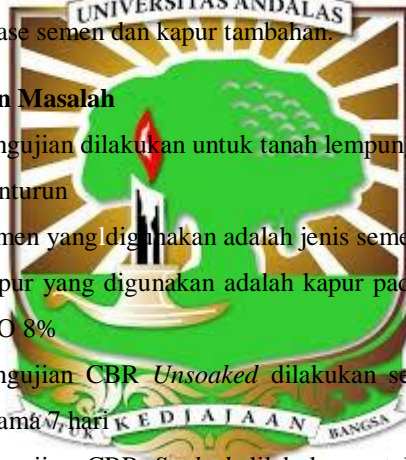 UNIVERSITAS ANDALAS
ase semen dan kapur tambahan.
n Masalah
ngujian dilakukan untuk tanah lempung
nturun
men yang digunakan adalah jenis seme
pur yang digunakan adalah kapur pad
O 8%
ngujian CBR Unsoaked dilakukan se
ama 7 hari
UNTUK KEDJAJAAN BANGSA